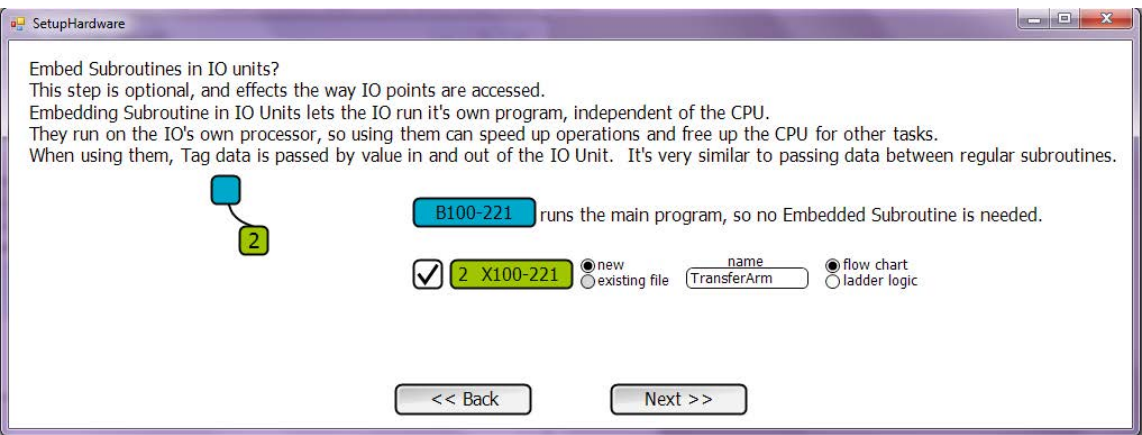 SetupHardware
Embed Subroutines in IO units?
This step is optional, and effects the way IO points are accessed.
Embedding Subroutine in IO Units lets the IO run it's own program, independent of the CPU.
They run on the IO's own processor, so using them can speed up operations and free up the CPU for other tasks.
When using them, Tag data is passed by value in and out of the IO Unit. It's very similar to passing data between regular subroutines.
2
B100-221 runs the main program, so no Embedded Subroutine is needed.
2 X100-221
new
existing file
name
TransferArm
flow chart
ladder logic
<< Back
Next >>